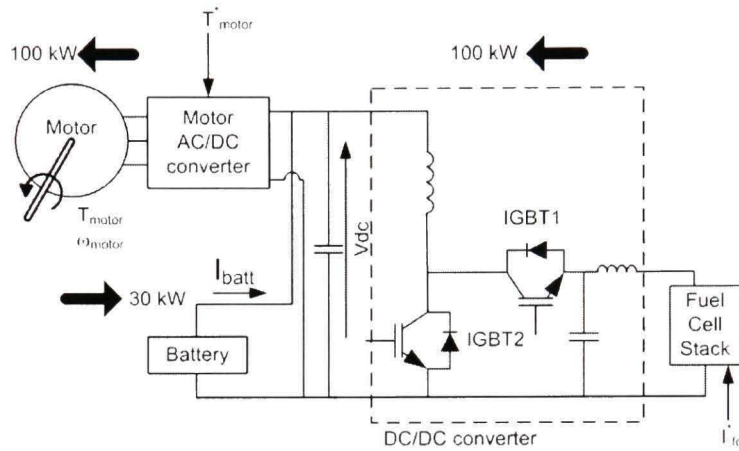 T*motor
100 kW
100 kW
Motor
Motor
AC/DC
converter
Tmotor
ωmotor
Vdc
IGBT1
Ibatt
30 kW
Battery
IGBT2
Fuel
Cell
Stack
DC/DC converter
I*fc